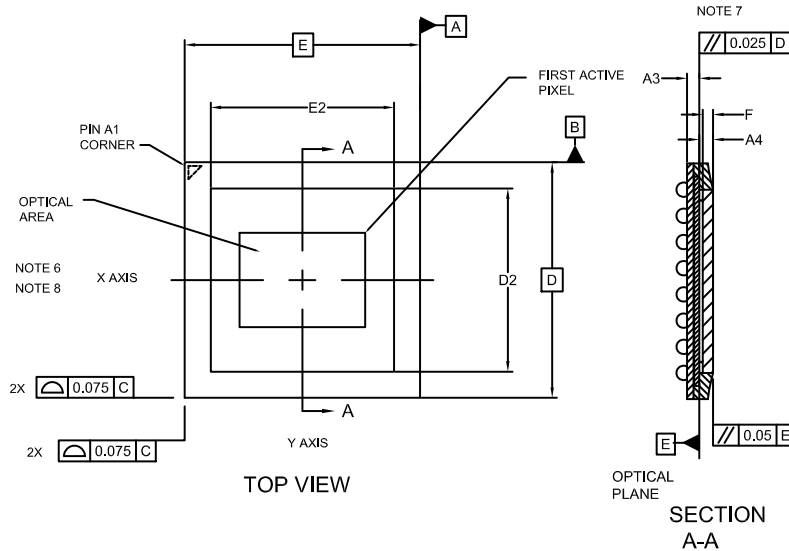 NOTE 7
E
A
// 0.025 D
FIRST ACTIVE
PIXEL
A3
E2
F
PIN A1
CORNER
A
B
A4
OPTICAL
AREA
NOTE 6
NOTE 8
X AXIS
D2
D
2X 0.075 C
A
Y AXIS
2X 0.075 C
E
// 0.05 E
TOP VIEW
OPTICAL
PLANE
SECTION
A-A